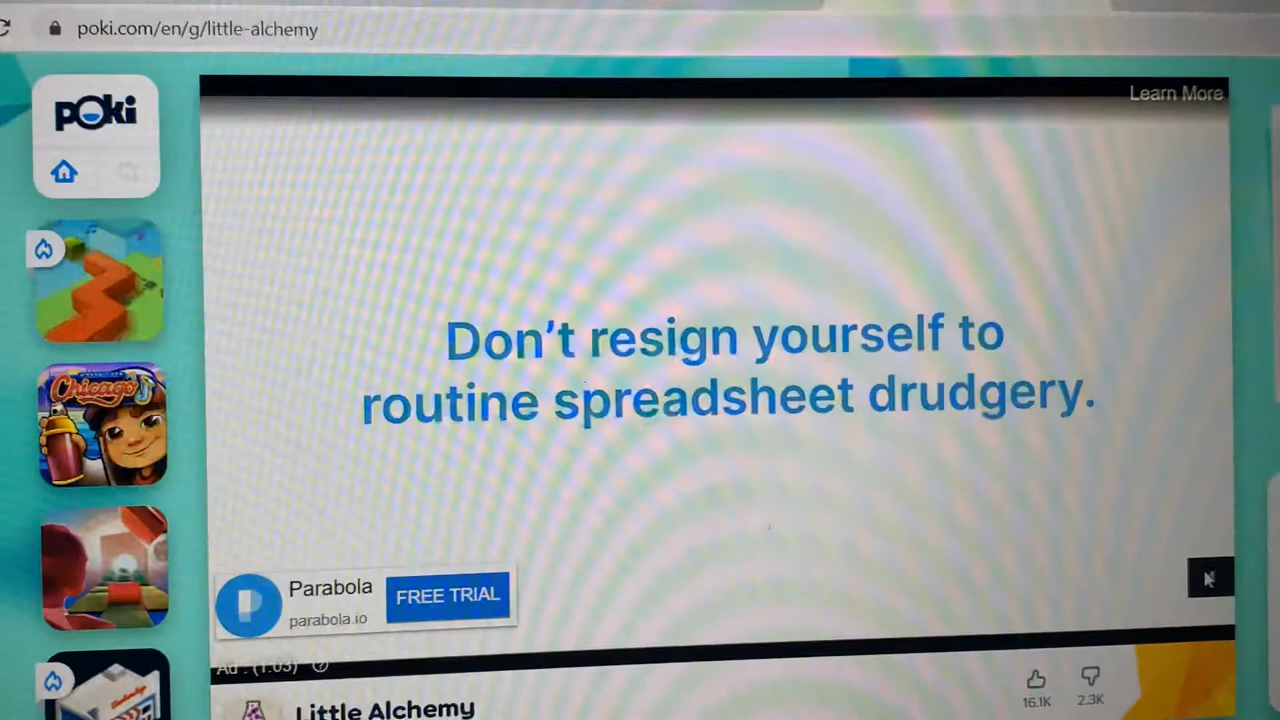 poki.com/en/g/little-alchemy
poki
Learn More
Chicago
Don't resign yourself to
routine spreadsheet drudgery.
Parabola
parabola.io
FREE TRIAL
Ad : (1:03)
Little Alchemy
16.1K
2.3K